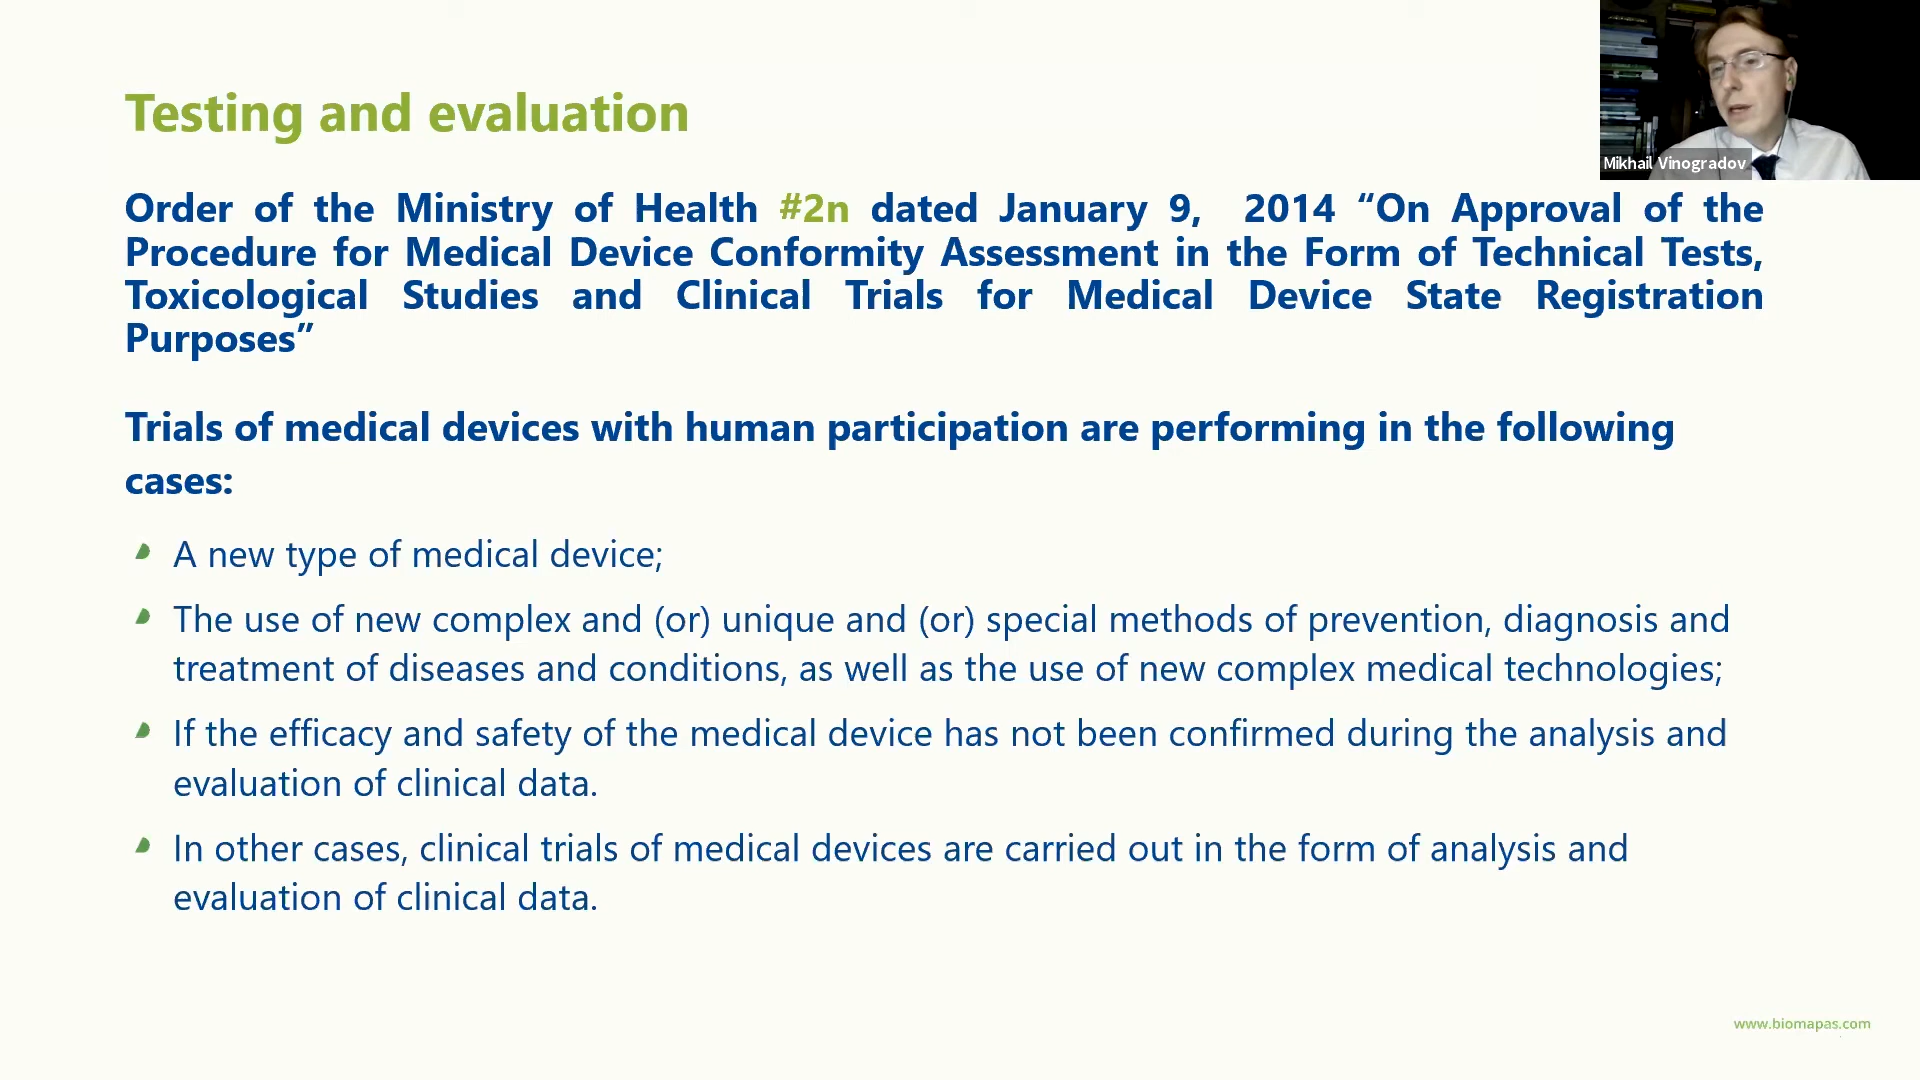 Testing and evaluation
Mikhail Vinogradov
Order of the Ministry of Health #2n dated January 9, 2014 “On Approval of the
Procedure for Medical Device Conformity Assessment in the Form of Technical Tests,
Toxicological Studies and Clinical Trials for Medical Device State Registration
Purposes”
Trials of medical devices with human participation are performing in the following
cases:
A new type of medical device;
The use of new complex and (or) unique and (or) special methods of prevention, diagnosis and
treatment of diseases and conditions, as well as the use of new complex medical technologies;
If the efficacy and safety of the medical device has not been confirmed during the analysis and
evaluation of clinical data.
In other cases, clinical trials of medical devices are carried out in the form of analysis and
evaluation of clinical data.
www.biomapas.com